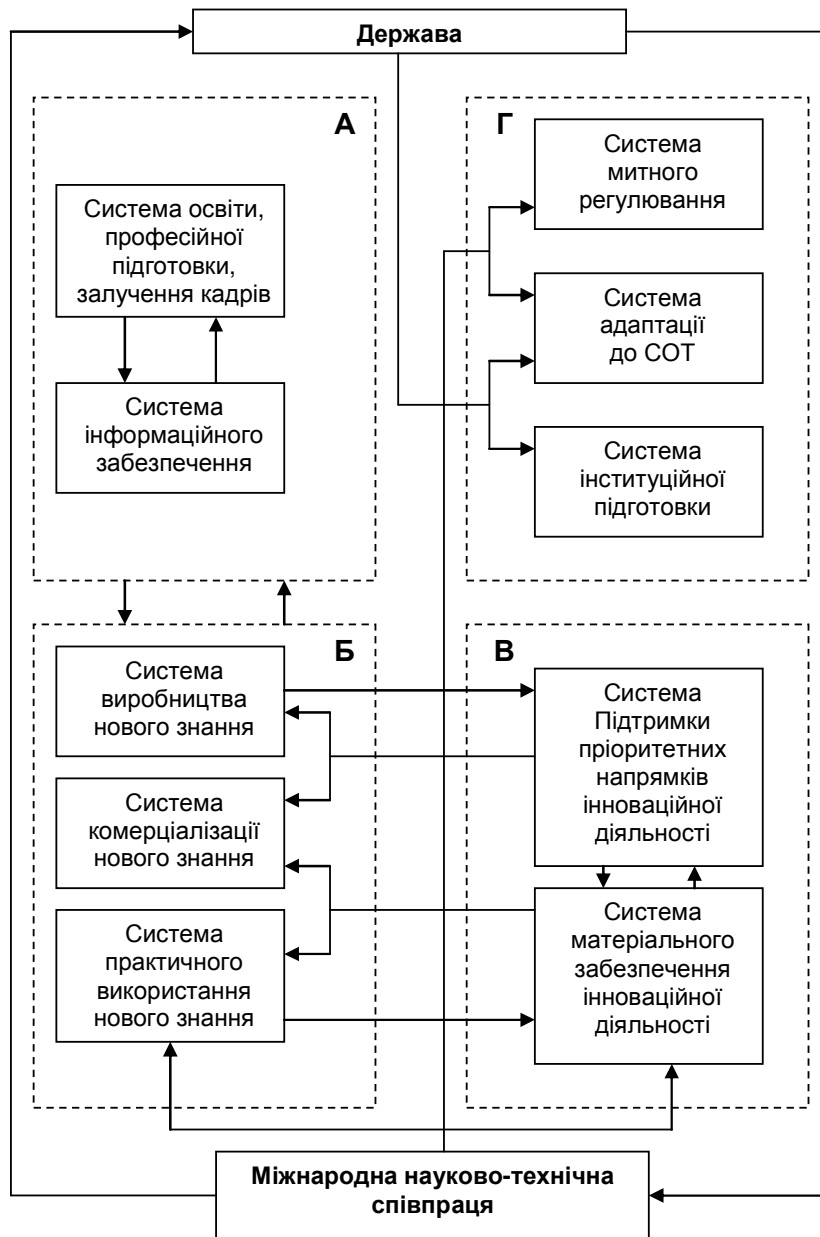 Держава
А
Система освіти,
професійної
підготовки,
залучення кадрів
Система
інформаційного
забезпечення
Г
Система
митного
регулювання
Система
адаптації
до СОТ
Система
інституційної
підготовки
Б
Система
виробництва
нового знання
Система
комерціалізації
нового знання
Система
практичного
використання
нового знання
В
Система
Підтримки
пріоритетних
напрямків
інноваційної
діяльності
Система
матеріального
забезпечення
інноваційної
діяльності
Міжнародна науково-технічна
співпраця